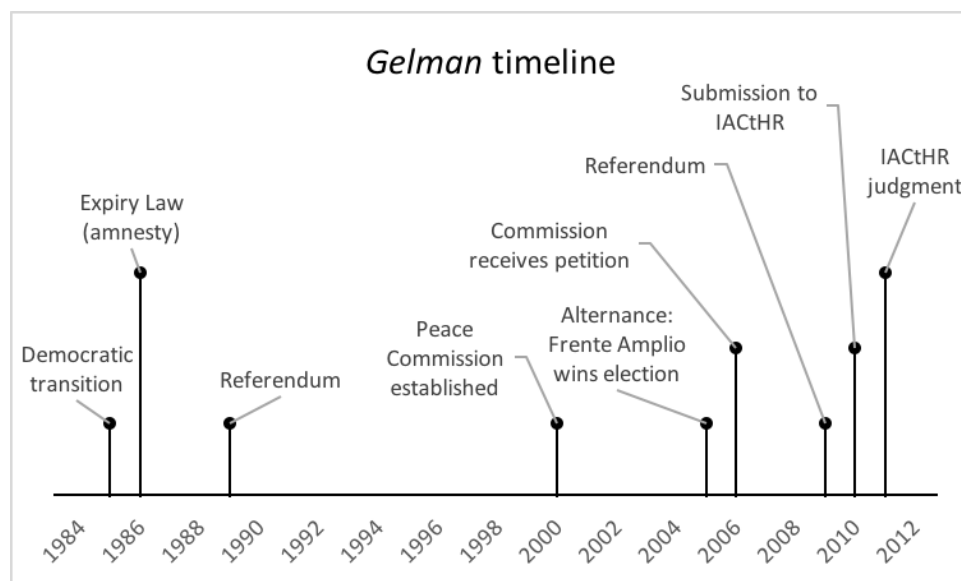 Gelman timeline
Submission to
IACtHR
Referendum
IACtHR
judgment
Expiry Law
(amnesty)
Commission
receives petition
Democratic
transition
Referendum
Peace
Commission
established
Alternance:
Frente Amplio
wins election
1984
1986
1988
1990
1992
1994
1996
1998
2000
2002
2004
2006
2008
2010
2012